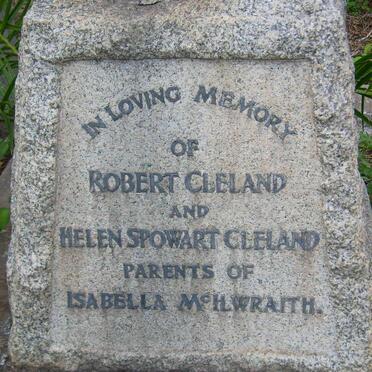 IN LOVING MEMORY
OF
ROBERT CLELAND
AND
HELEN SPOWART CLELAND
PARENTS OF
ISABELLA McILWRAITH.